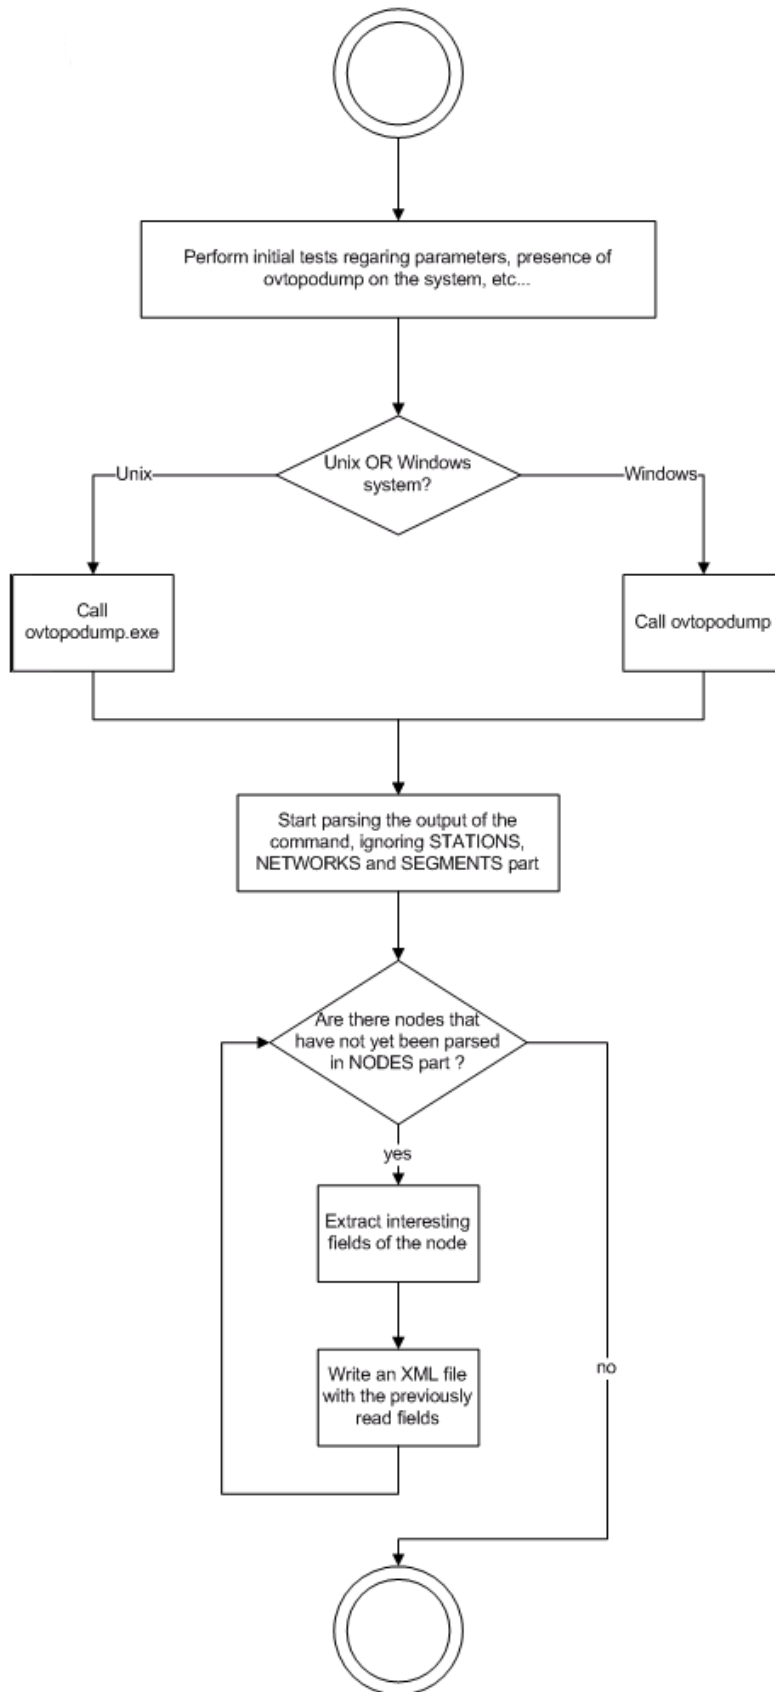 Perform initial tests regaring parameters, presence of
ovtopodump on the system, etc...
Unix OR Windows
system?
Unix
Windows
Call
ovtopodump.exe
Call ovtopodump
Start parsing the output of the
command, ignoring STATIONS,
NETWORKS and SEGMENTS part
Are there nodes that
have not yet been parsed
in NODES part ?
yes
Extract interesting
fields of the node
Write an XML file
with the previously
read fields
no